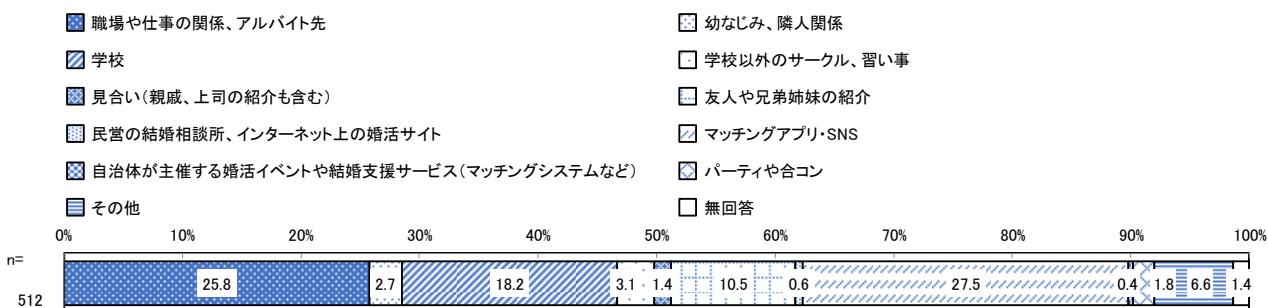 職場や仕事の関係、アルバイト先
幼なじみ、隣人関係
学校
学校以外のサークル、習い事
見合い(親戚、上司の紹介も含む)
友人や兄弟姉妹の紹介
民営の結婚相談所、インターネット上の婚活サイト
マッチングアプリ・SNS
自治体が主催する婚活イベントや結婚支援サービス(マッチングシステムなど)
パーティや合コン
その他
無回答
0% 10% 20% 30% 40% 50% 60% 70% 80% 90% 100%
n=
512 25.8 2.7 18.2 3.1 1.4 10.5 0.6 27.5 0.4 1.8 6.6 1.4